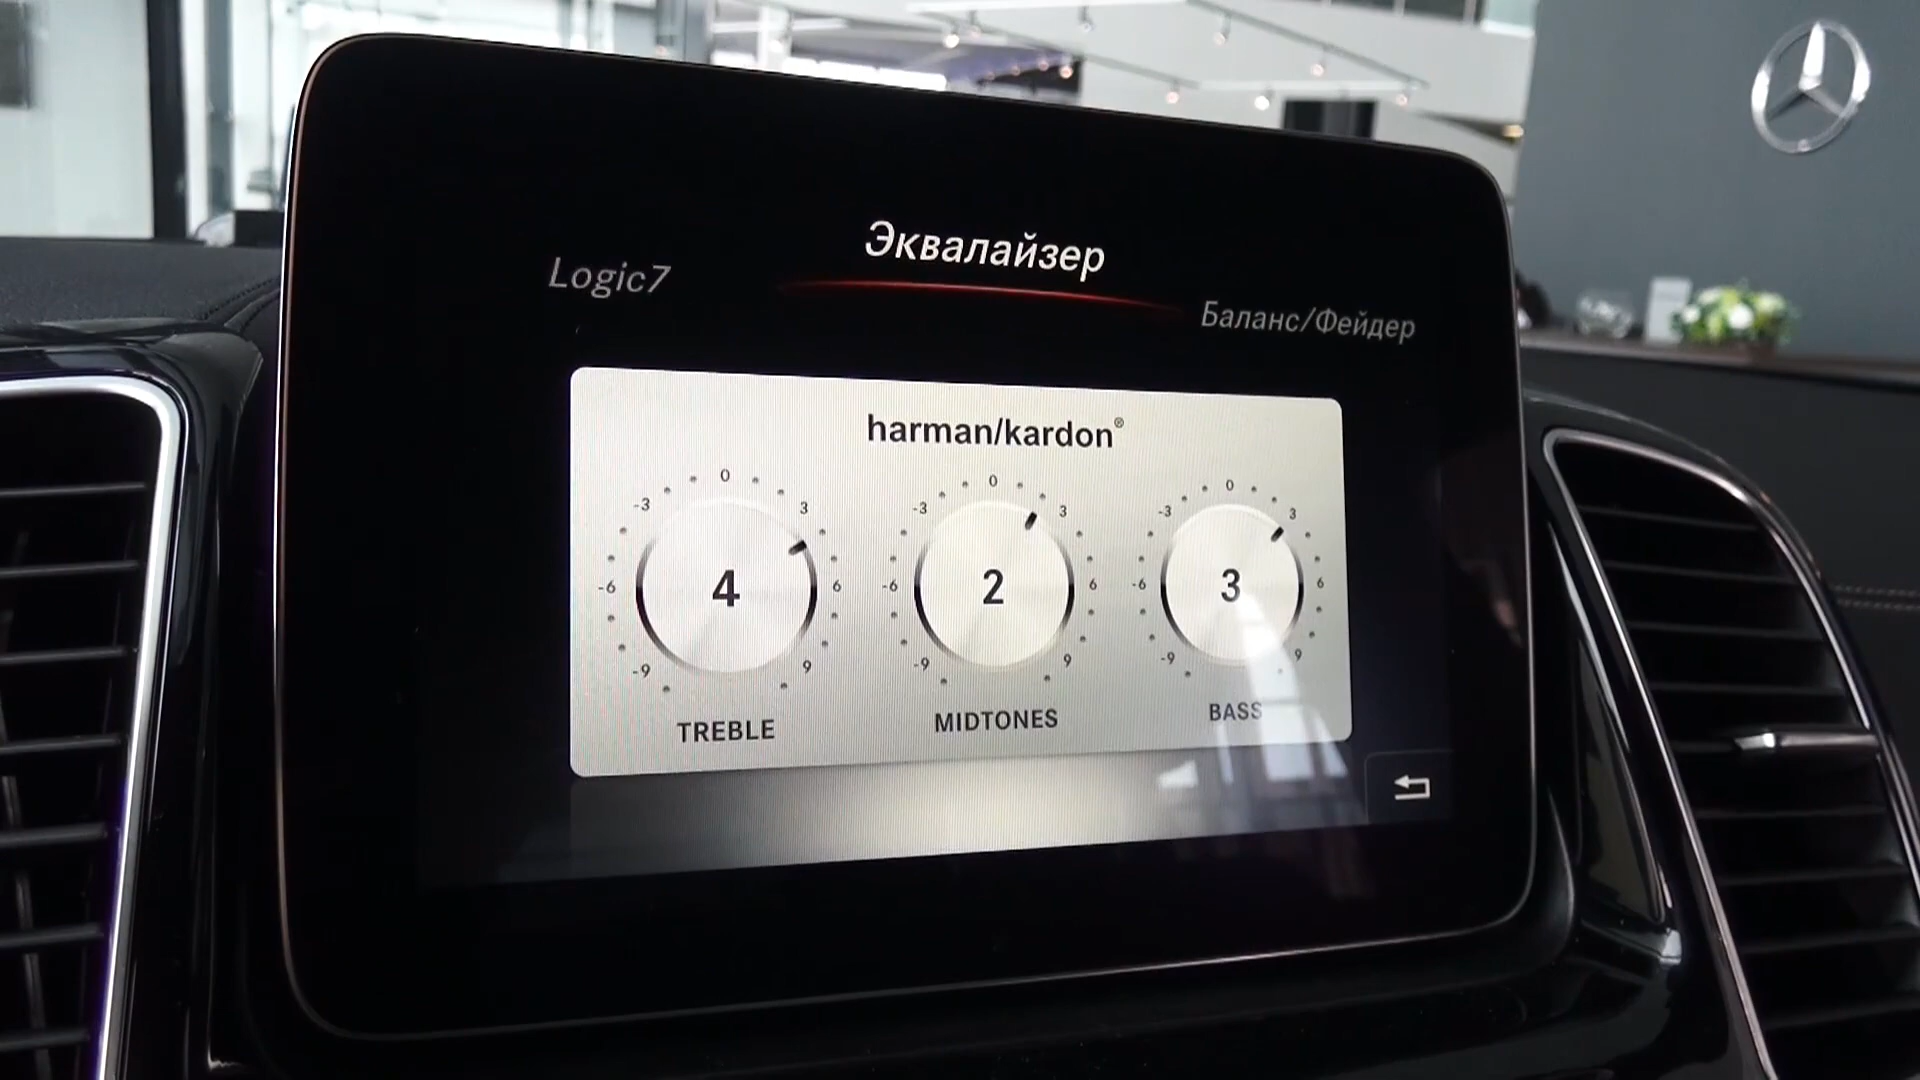 Эквалайзер
Logic7
Баланс/Фейдер
harman/kardon®
0 0 0
-3 3 -3 3 -3 3
4 2 3
-6 6 -6 6 -6 6
-9 9 -9 9 -9 9
TREBLE MIDTONES BASS